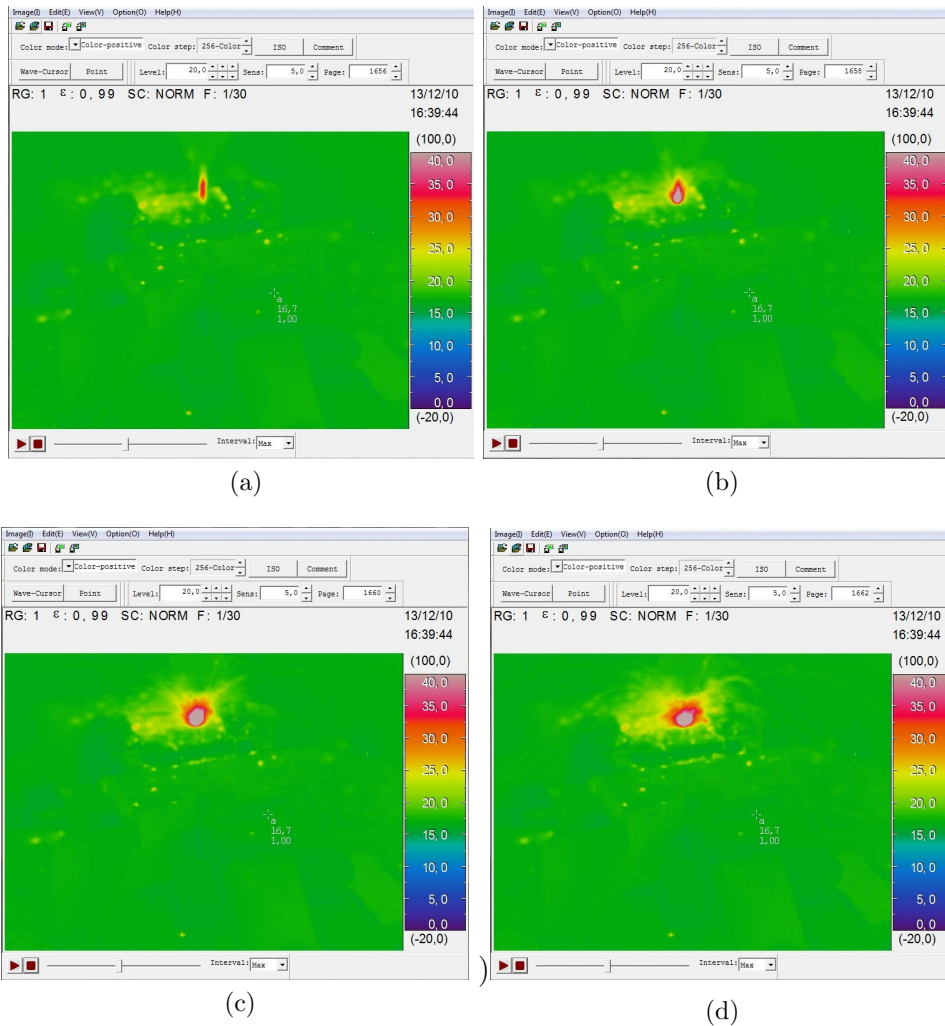 Image(I) Edit(E) View(V) Option(O) Help(H)
Color mode: Color-positive Color step: 256-Color ISO Comment
Wave-Cursor Point Level: 20,0 Sens: 5,0 Page: 1656
RG: 1 ε: 0, 99 SC: NORM F: 1/30 13/12/10
16:39:44
(100,0)
40, 0
35, 0
30, 0
25, 0
20, 0
15, 0
10, 0
5, 0
0, 0
(-20,0)
a
16,7
1,00
Interval: Max
(a)
Image(I) Edit(E) View(V) Option(O) Help(H)
Color mode: Color-positive Color step: 256-Color ISO Comment
Wave-Cursor Point Level: 20,0 Sens: 5,0 Page: 1658
RG: 1 ε: 0, 99 SC: NORM F: 1/30 13/12/10
16:39:44
(100,0)
40, 0
35, 0
30, 0
25, 0
20, 0
15, 0
10, 0
5, 0
0, 0
(-20,0)
a
16,7
1,00
Interval: Max
(b)
Image(I) Edit(E) View(V) Option(O) Help(H)
Color mode: Color-positive Color step: 256-Color ISO Comment
Wave-Cursor Point Level: 20,0 Sens: 5,0 Page: 1660
RG: 1 ε: 0, 99 SC: NORM F: 1/30 13/12/10
16:39:44
(100,0)
40, 0
35, 0
30, 0
25, 0
20, 0
15, 0
10, 0
5, 0
0, 0
(-20,0)
a
16,7
1,00
Interval: Max
)
(c)
Image(I) Edit(E) View(V) Option(O) Help(H)
Color mode: Color-positive Color step: 256-Color ISO Comment
Wave-Cursor Point Level: 20,0 Sens: 5,0 Page: 1662
RG: 1 ε: 0, 99 SC: NORM F: 1/30 13/12/10
16:39:44
(100,0)
40, 0
35, 0
30, 0
25, 0
20, 0
15, 0
10, 0
5, 0
0, 0
(-20,0)
a
16,7
1,00
Interval: Max
(d)